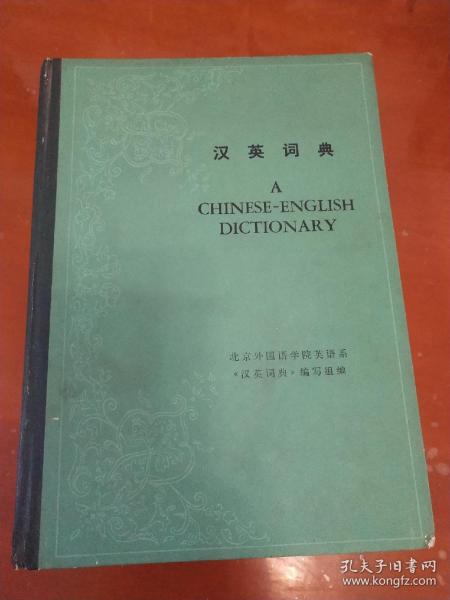 汉英词典
A
CHINESE-ENGLISH
DICTIONARY
北京外国语学院英语系
《汉英词典》编写组编
孔夫子旧书网
www.kongfz.com